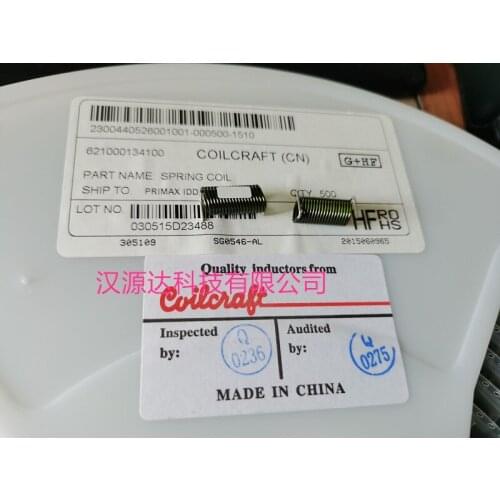 2300440526001001-000500-1510
621000134100 COILCRAFT (CN) G+HF
PART NAME SPRING COIL
SHIP TO PRIMAX IDD QTY 500
LOT NO
030515D23488 HF RO HS
305109 SG0546-AL 2015060965
汉源达科技有限公司
Quality inductors from
Coilcraft
Inspected by: Q 0236
Audited by: Q 0275
MADE IN CHINA